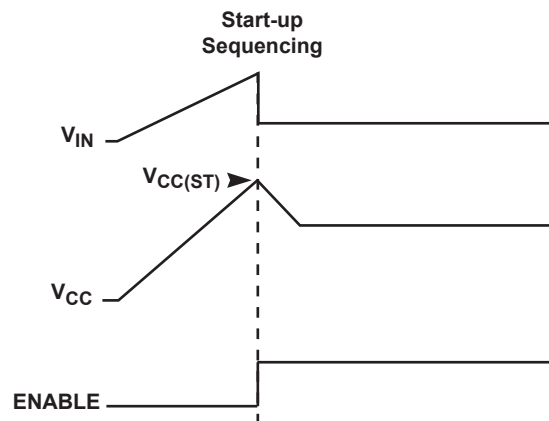 Start-up
Sequencing
VIN
VCC(ST)
VCC
ENABLE